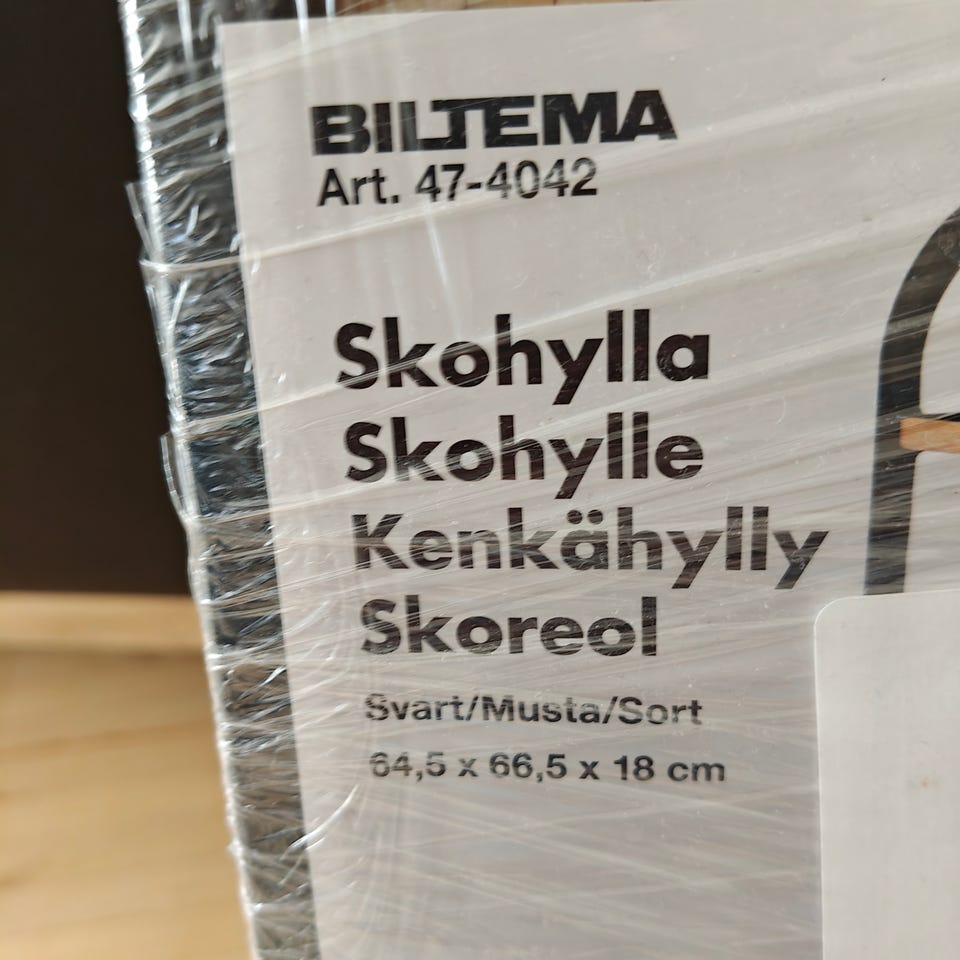 BILTEMA
Art. 47-4042
Skohylla
Skohylle
Kenkähylly
Skoreol
Svart/Musta/Sort
64,5 x 66,5 x 18 cm